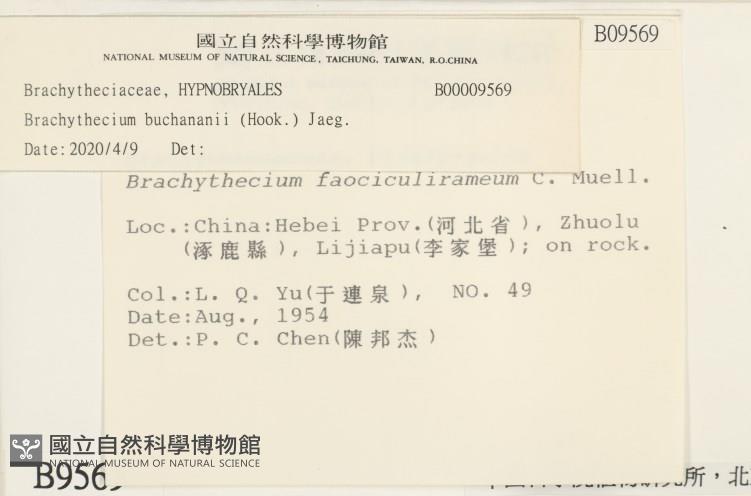 B09569
國立自然科學博物館
NATIONAL MUSEUM OF NATURAL SCIENCE, TAICHUNG, TAIWAN, R.O.CHINA
Brachytheciaceae, HYPNOBRYALES B00009569
Brachythecium buchananii (Hook.) Jaeg.
Date:2020/4/9 Det:
Brachythecium faociculirameum C. Muell.
Loc.:China:Hebei Prov.(河北省), Zhuolu
(涿鹿縣), Lijiapu(李家堡); on rock.
Col.:L. Q. Yu(于連泉), NO. 49
Date:Aug., 1954
Det.:P. C. Chen(陳邦杰)
國立自然科學博物館
NATIONAL MUSEUM OF NATURAL SCIENCE
B9569
所，北